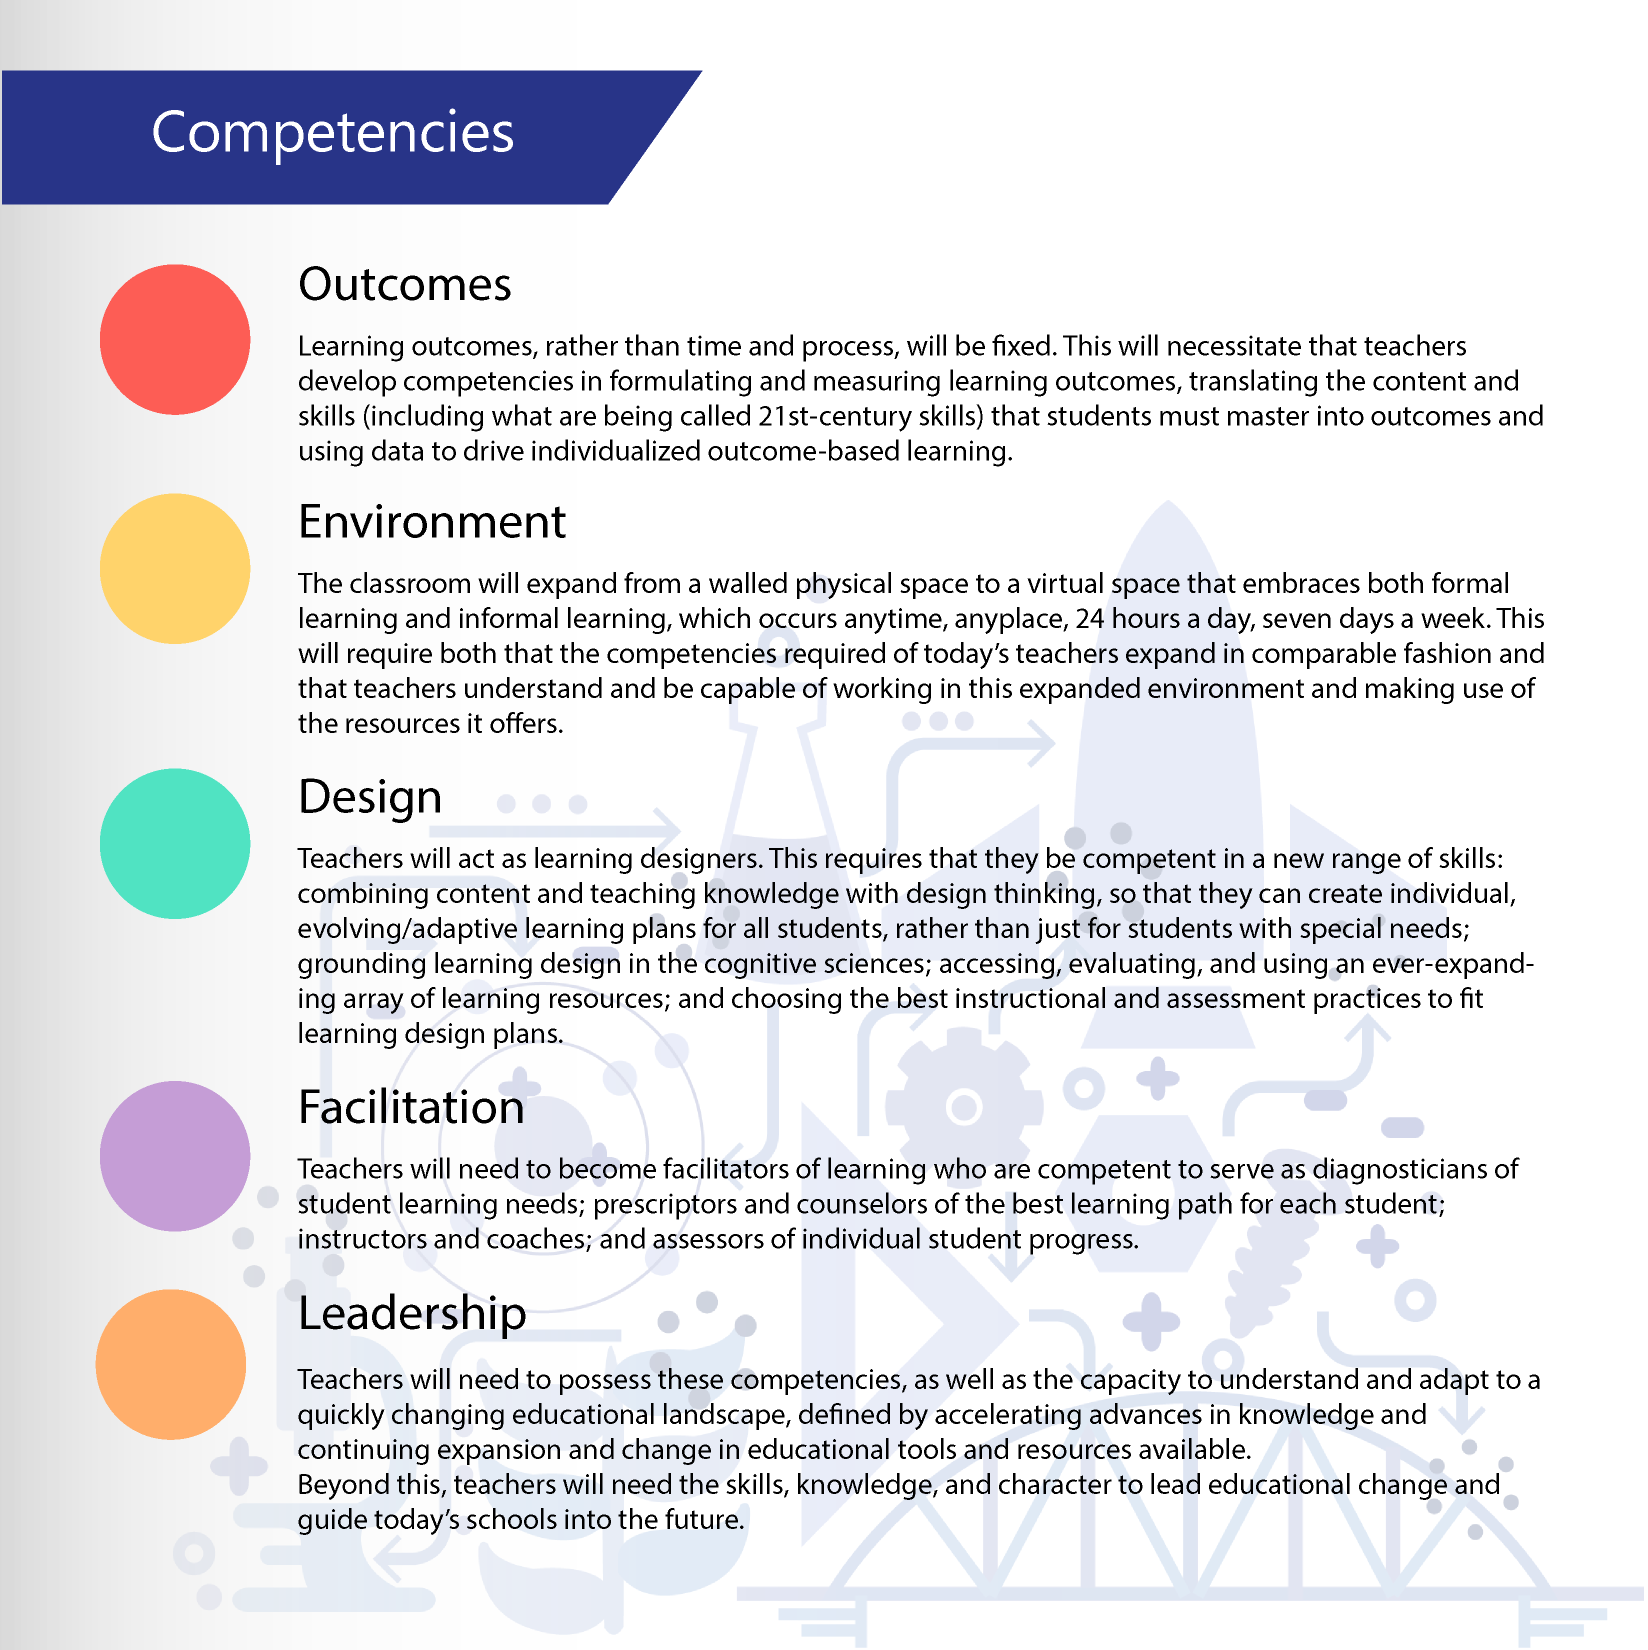 Competencies
Outcomes
Learning outcomes, rather than time and process, will be fixed. This will necessitate that teachers
develop competencies in formulating and measuring learning outcomes, translating the content and
skills (including what are being called 21st-century skills) that students must master into outcomes and
using data to drive individualized outcome-based learning.
Environment
The classroom will expand from a walled physical space to a virtual space that embraces both formal
learning and informal learning, which occurs anytime, anyplace, 24 hours a day, seven days a week. This
will require both that the competencies required of today’s teachers expand in comparable fashion and
that teachers understand and be capable of working in this expanded environment and making use of
the resources it offers.
Design
Teachers will act as learning designers. This requires that they be competent in a new range of skills:
combining content and teaching knowledge with design thinking, so that they can create individual,
evolving/adaptive learning plans for all students, rather than just for students with special needs;
grounding learning design in the cognitive sciences; accessing, evaluating, and using an ever-expand-
ing array of learning resources; and choosing the best instructional and assessment practices to fit
learning design plans.
Facilitation
Teachers will need to become facilitators of learning who are competent to serve as diagnosticians of
student learning needs; prescriptors and counselors of the best learning path for each student;
instructors and coaches; and assessors of individual student progress.
Leadership
Teachers will need to possess these competencies, as well as the capacity to understand and adapt to a
quickly changing educational landscape, defined by accelerating advances in knowledge and
continuing expansion and change in educational tools and resources available.
Beyond this, teachers will need the skills, knowledge, and character to lead educational change and
guide today’s schools into the future.